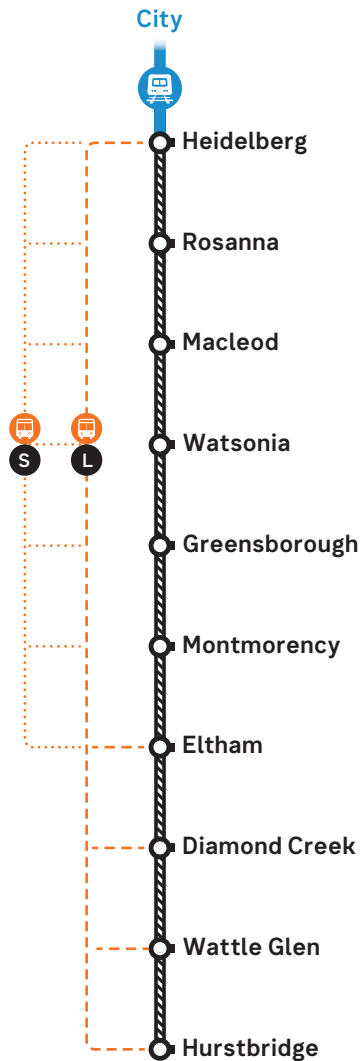 City
Heidelberg
Rosanna
Macleod
Watsonia
S
L
Greensborough
Montmorency
Eltham
Diamond Creek
Wattle Glen
Hurstbridge